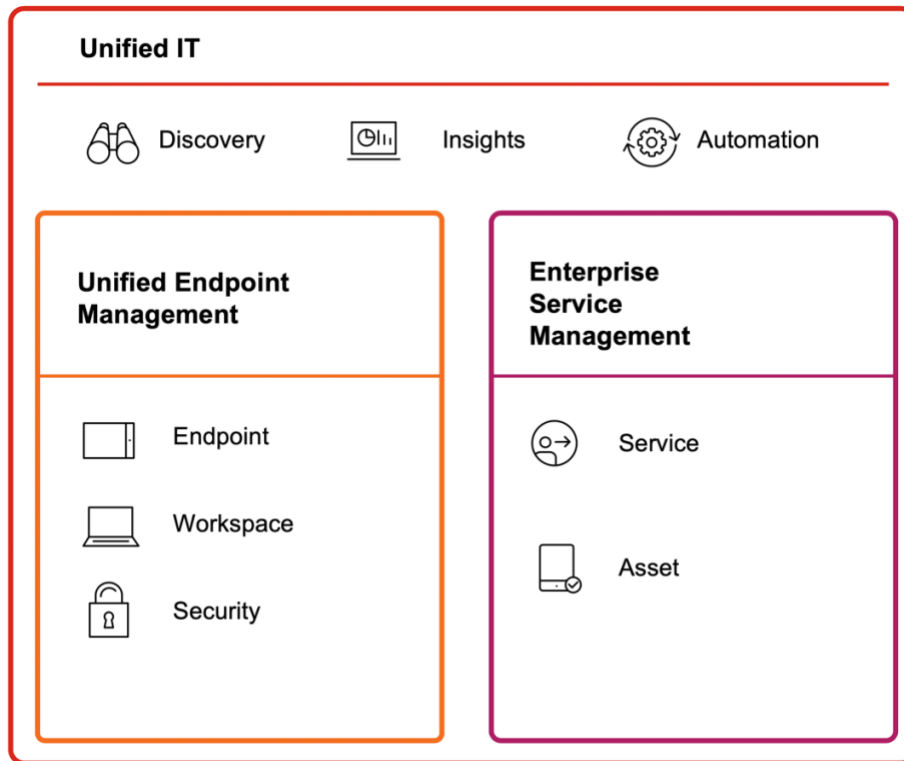 Unified IT
Discovery
Insights
Automation
Unified Endpoint
Management
Endpoint
Workspace
Security
Enterprise
Service
Management
Service
Asset